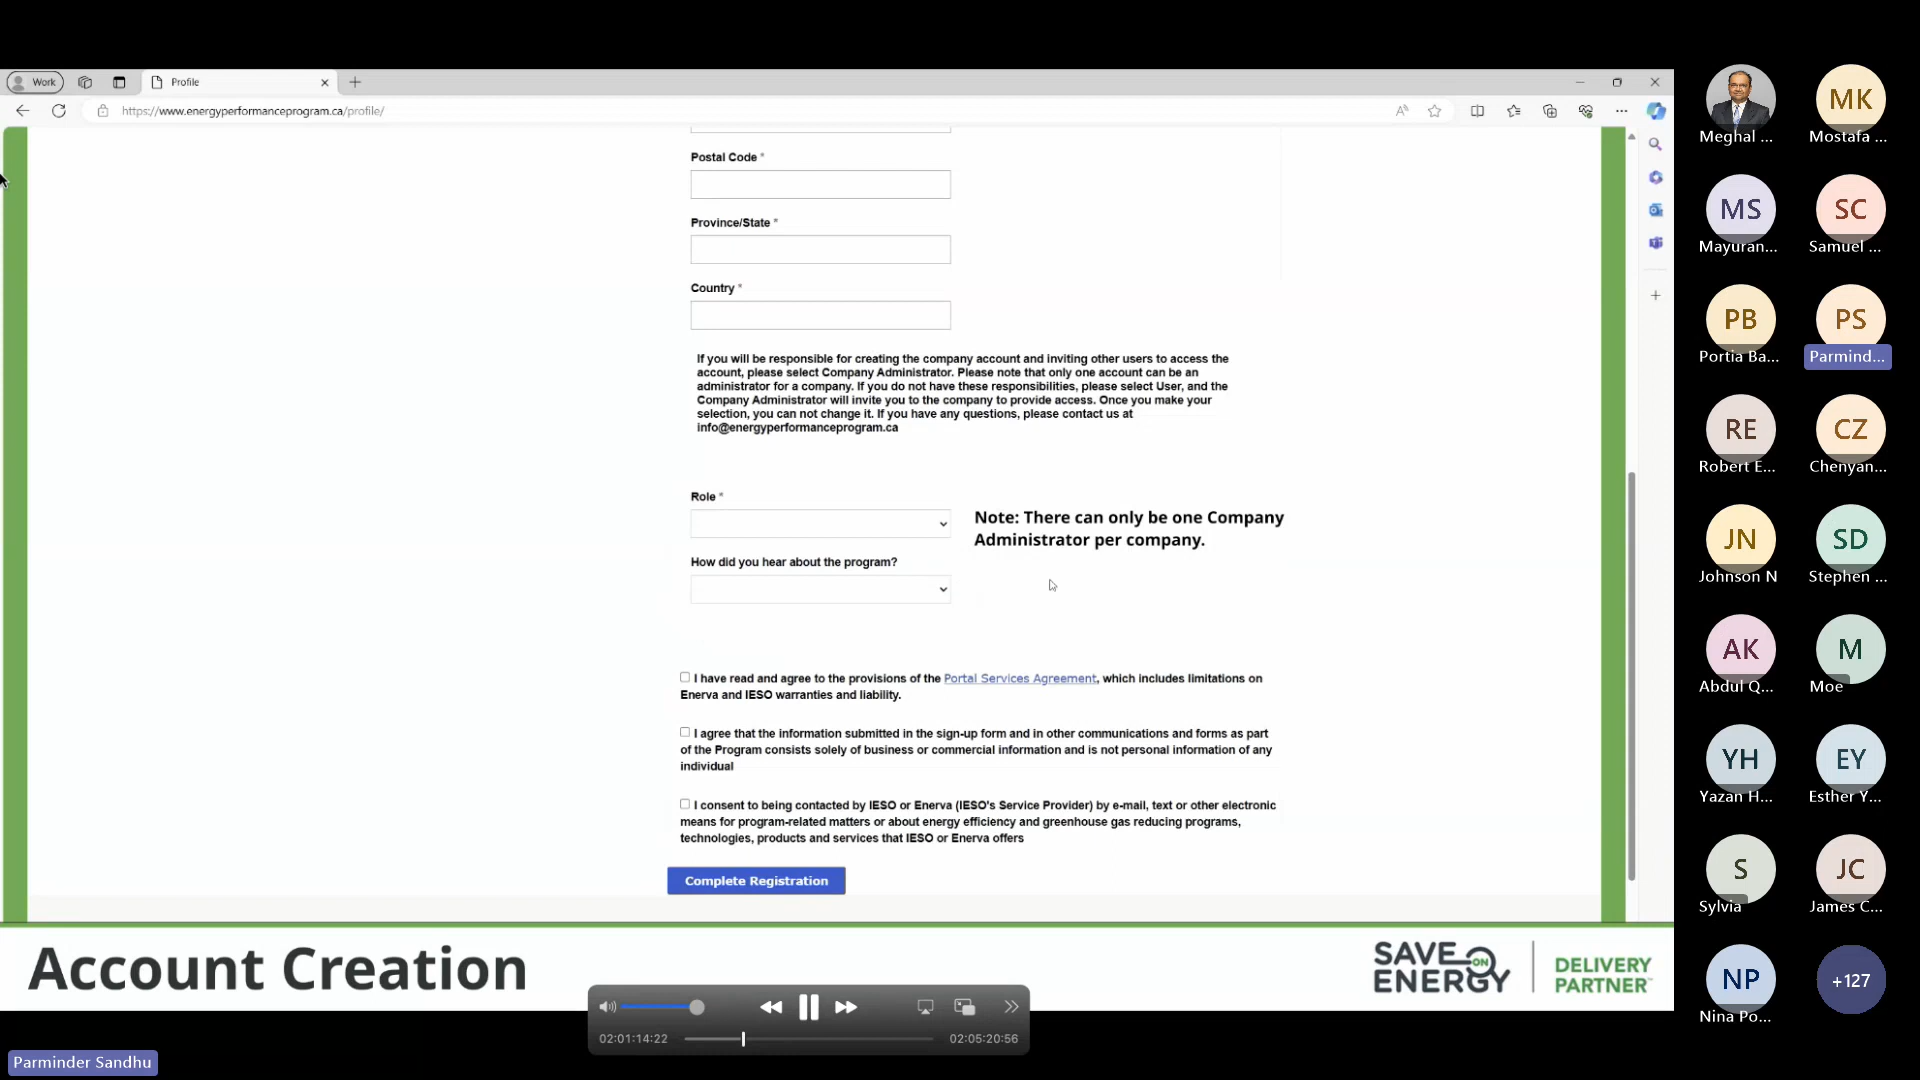 Work
Profile
https://www.energyperformanceprogram.ca/profile/
Postal Code *
Province/State *
Country *
If you will be responsible for creating the company account and inviting other users to access the
account, please select Company Administrator. Please note that only one account can be an
administrator for a company. If you do not have these responsibilities, please select User, and the
Company Administrator will invite you to the company to provide access. Once you make your
selection, you can not change it. If you have any questions, please contact us at
info@energyperformanceprogram.ca
Role *
Note: There can only be one Company
Administrator per company.
How did you hear about the program?
I have read and agree to the provisions of the Portal Services Agreement, which includes limitations on
Enerva and IESO warranties and liability.
I agree that the information submitted in the sign-up form and in other communications and forms as part
of the Program consists solely of business or commercial information and is not personal information of any
individual
I consent to being contacted by IESO or Enerva (IESO's Service Provider) by e-mail, text or other electronic
means for program-related matters or about energy efficiency and greenhouse gas reducing programs,
technologies, products and services that IESO or Enerva offers
Complete Registration
Account Creation
SAVE ON
ENERGY
DELIVERY
PARTNER™
02:01:14:22
02:05:20:56
Parminder Sandhu
Meghal ...
MK
Mostafa ...
MS
Mayuran...
SC
Samuel ...
PB
Portia Ba...
PS
Parmind...
RE
Robert E...
CZ
Chenyan...
JN
Johnson N
SD
Stephen ...
AK
Abdul Q...
M
Moe
YH
Yazan H...
EY
Esther Y...
S
Sylvia
JC
James C...
NP
Nina Po...
+127